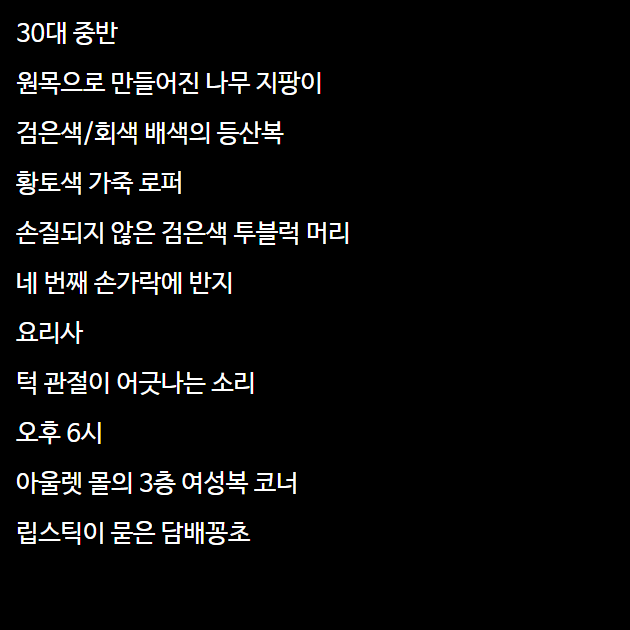 30대 중반
원목으로 만들어진 나무 지팡이
검은색/회색 배색의 등산복
황토색 가죽 로퍼
손질되지 않은 검은색 투블럭 머리
네 번째 손가락에 반지
요리사
턱 관절이 어긋나는 소리
오후 6시
아울렛 몰의 3층 여성복 코너
립스틱이 묻은 담배꽁초